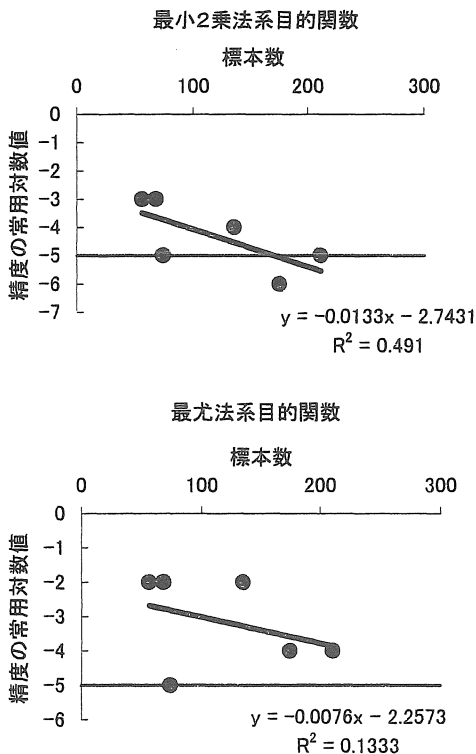 最小2乗法系目的関数
標本数
0 100 200 300
0
-1
-2
-3
-4
-5
-6
-7
精度の常用対数値
y = -0.0133x - 2.7431
R² = 0.491
最尤法系目的関数
標本数
0 100 200 300
0
-1
-2
-3
-4
-5
-6
精度の常用対数値
y = -0.0076x - 2.2573
R² = 0.1333